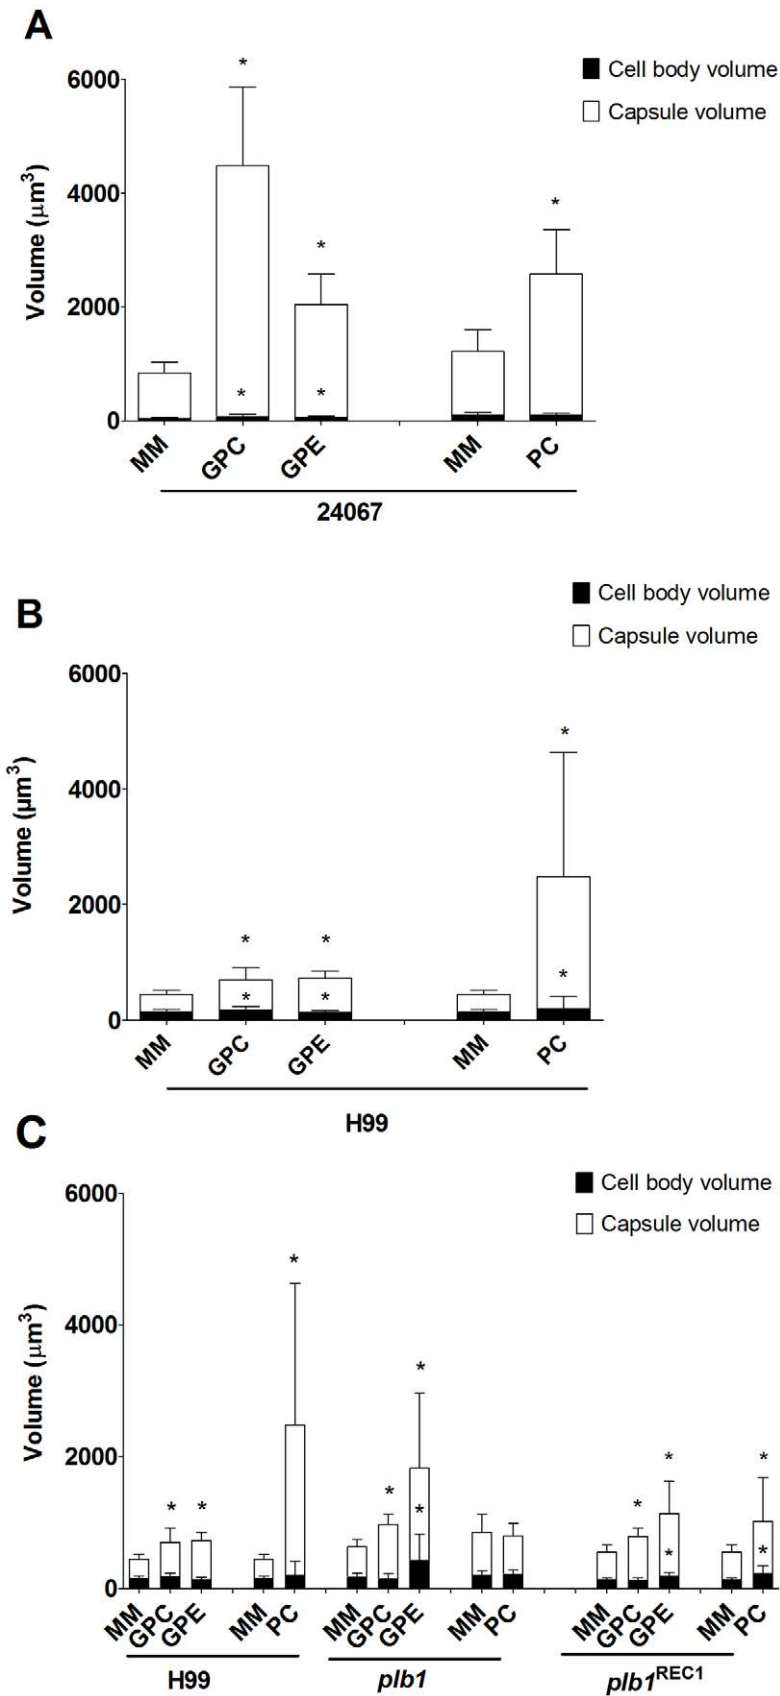 A
Cell body volume
Capsule volume
*
6000
*
4000
*
2000
* *
0
Volume (μm³)
MM GPC GPE MM PC
24067
B
Cell body volume
Capsule volume
6000
*
4000
2000
* * *
* *
0
Volume (μm³)
MM GPC GPE MM PC
H99
C
Cell body volume
Capsule volume
6000
*
4000
*
2000
* * * * * * *
* *
0
Volume (μm³)
MM GPC GPE MM PC MM GPC GPE MM PC MM GPC GPE MM PC
H99 plb1 plb1REC1